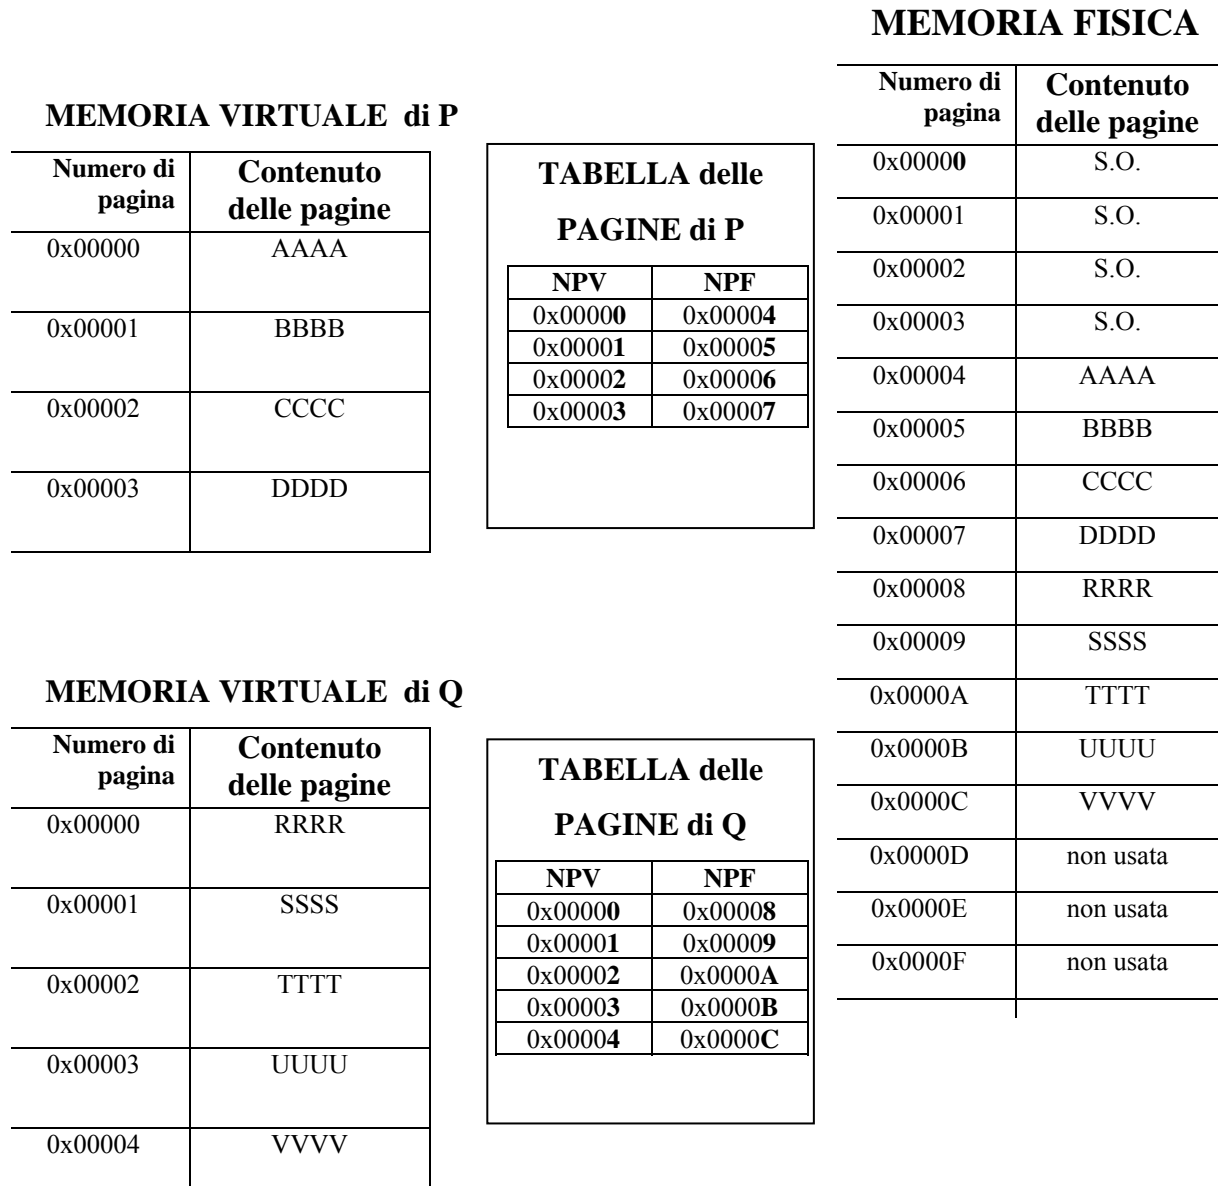 MEMORIA FISICA
Numero di pagina Contenuto delle pagine
0x00000 S.O.
0x00001 S.O.
0x00002 S.O.
0x00003 S.O.
0x00004 AAAA
0x00005 BBBB
0x00006 CCCC
0x00007 DDDD
0x00008 RRRR
0x00009 SSSS
0x0000A TTTT
0x0000B UUUU
0x0000C VVVV
0x0000D non usata
0x0000E non usata
0x0000F non usata
MEMORIA VIRTUALE di P
Numero di pagina Contenuto delle pagine
0x00000 AAAA
0x00001 BBBB
0x00002 CCCC
0x00003 DDDD
TABELLA delle
PAGINE di P
NPV NPF
0x00000 0x00004
0x00001 0x00005
0x00002 0x00006
0x00003 0x00007
MEMORIA VIRTUALE di Q
Numero di pagina Contenuto delle pagine
0x00000 RRRR
0x00001 SSSS
0x00002 TTTT
0x00003 UUUU
0x00004 VVVV
TABELLA delle
PAGINE di Q
NPV NPF
0x00000 0x00008
0x00001 0x00009
0x00002 0x0000A
0x00003 0x0000B
0x00004 0x0000C